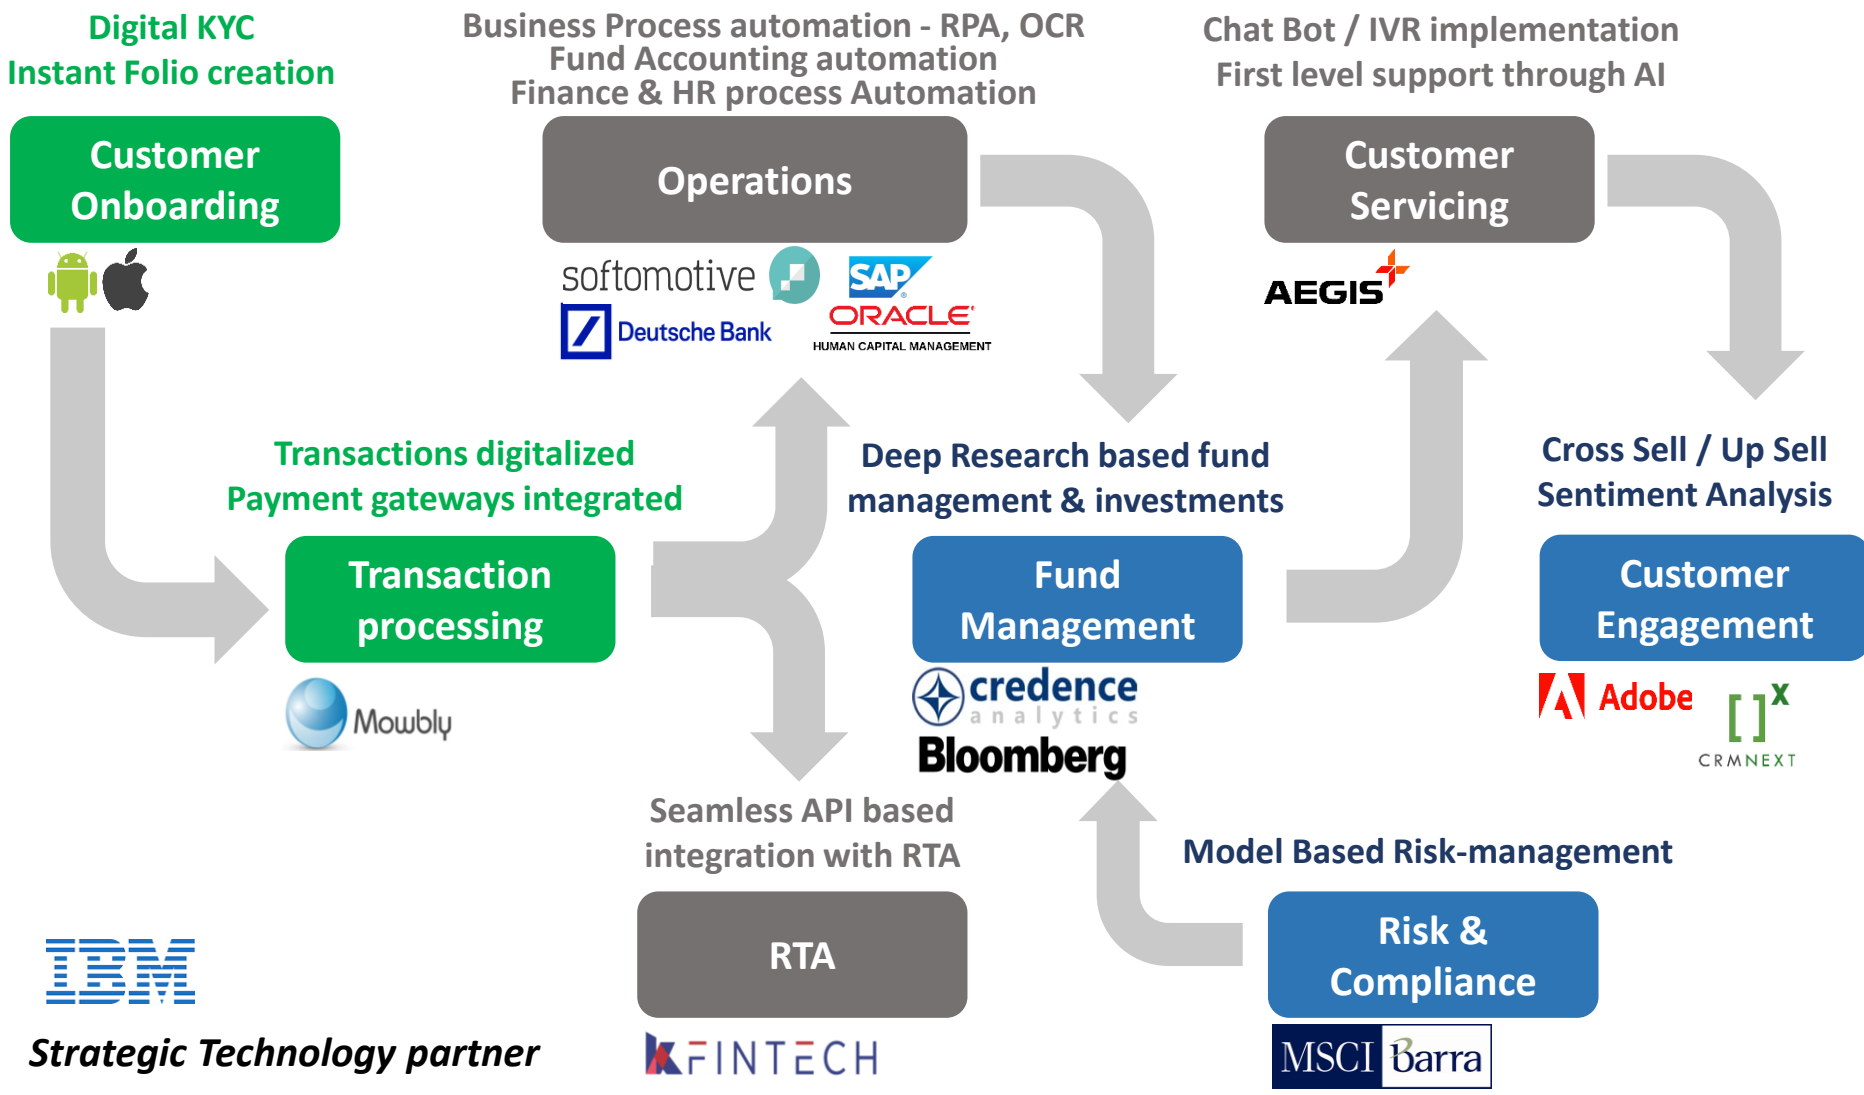 Digital KYC
Instant Folio creation
Customer
Onboarding
Business Process automation - RPA, OCR
Fund Accounting automation
Finance & HR process Automation
Operations
softomotive
SAP
Deutsche Bank
ORACLE
HUMAN CAPITAL MANAGEMENT
Chat Bot / IVR implementation
First level support through AI
Customer
Servicing
AEGIS
Transactions digitalized
Payment gateways integrated
Transaction
processing
Mowbly
Deep Research based fund
management & investments
Fund
Management
credence
analytics
Bloomberg
Cross Sell / Up Sell
Sentiment Analysis
Customer
Engagement
Adobe
[ ]x
CRMNEXT
Seamless API based
integration with RTA
RTA
KFINTECH
Model Based Risk-management
Risk &
Compliance
MSCI Barra
IBM
Strategic Technology partner